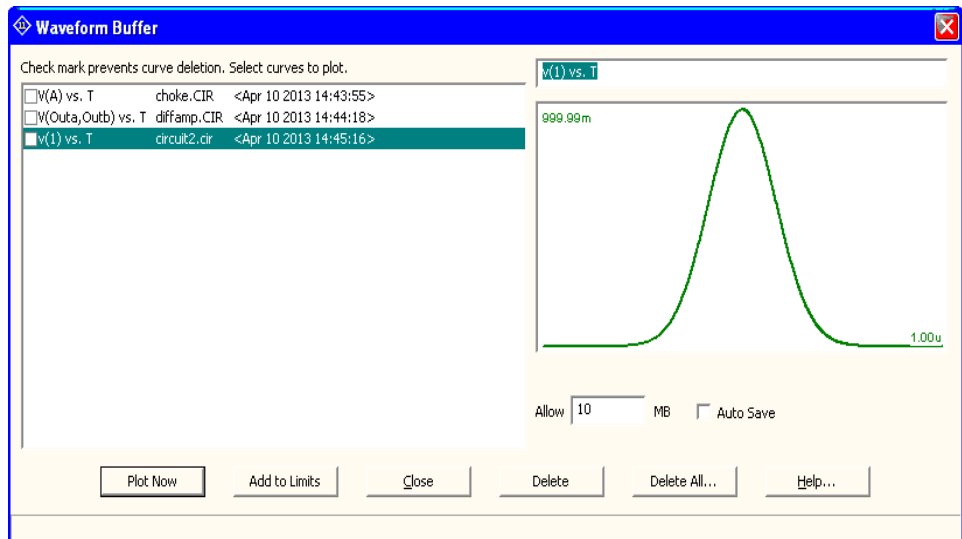 11 Waveform Buffer
Check mark prevents curve deletion. Select curves to plot.
V(A) vs. T choke.CIR <Apr 10 2013 14:43:55>
V(Outa,Outb) vs. T diffamp.CIR <Apr 10 2013 14:44:18>
v(1) vs. T circuit2.cir <Apr 10 2013 14:45:16>
v(1) vs. T
999.99m
1.00u
Allow 10 MB Auto Save
Plot Now Add to Limits Close Delete Delete All... Help...